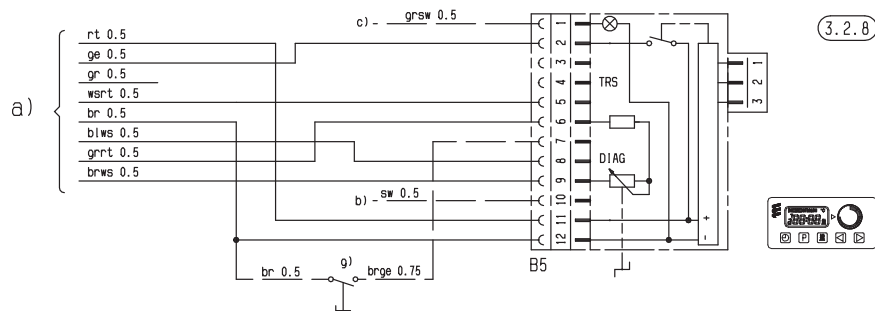 c) grsw 0.5
3.2.8
rt 0.5
ge 0.5
gr 0.5
wsrt 0.5
br 0.5
blws 0.5
grrt 0.5
brws 0.5
a)
b) sw 0.5
g)
br 0.5
brge 0.75
1
2
3
4
5
6
7
8
9
10
11
12
B5
TRS
DIAG
+
-
1
2
3
P